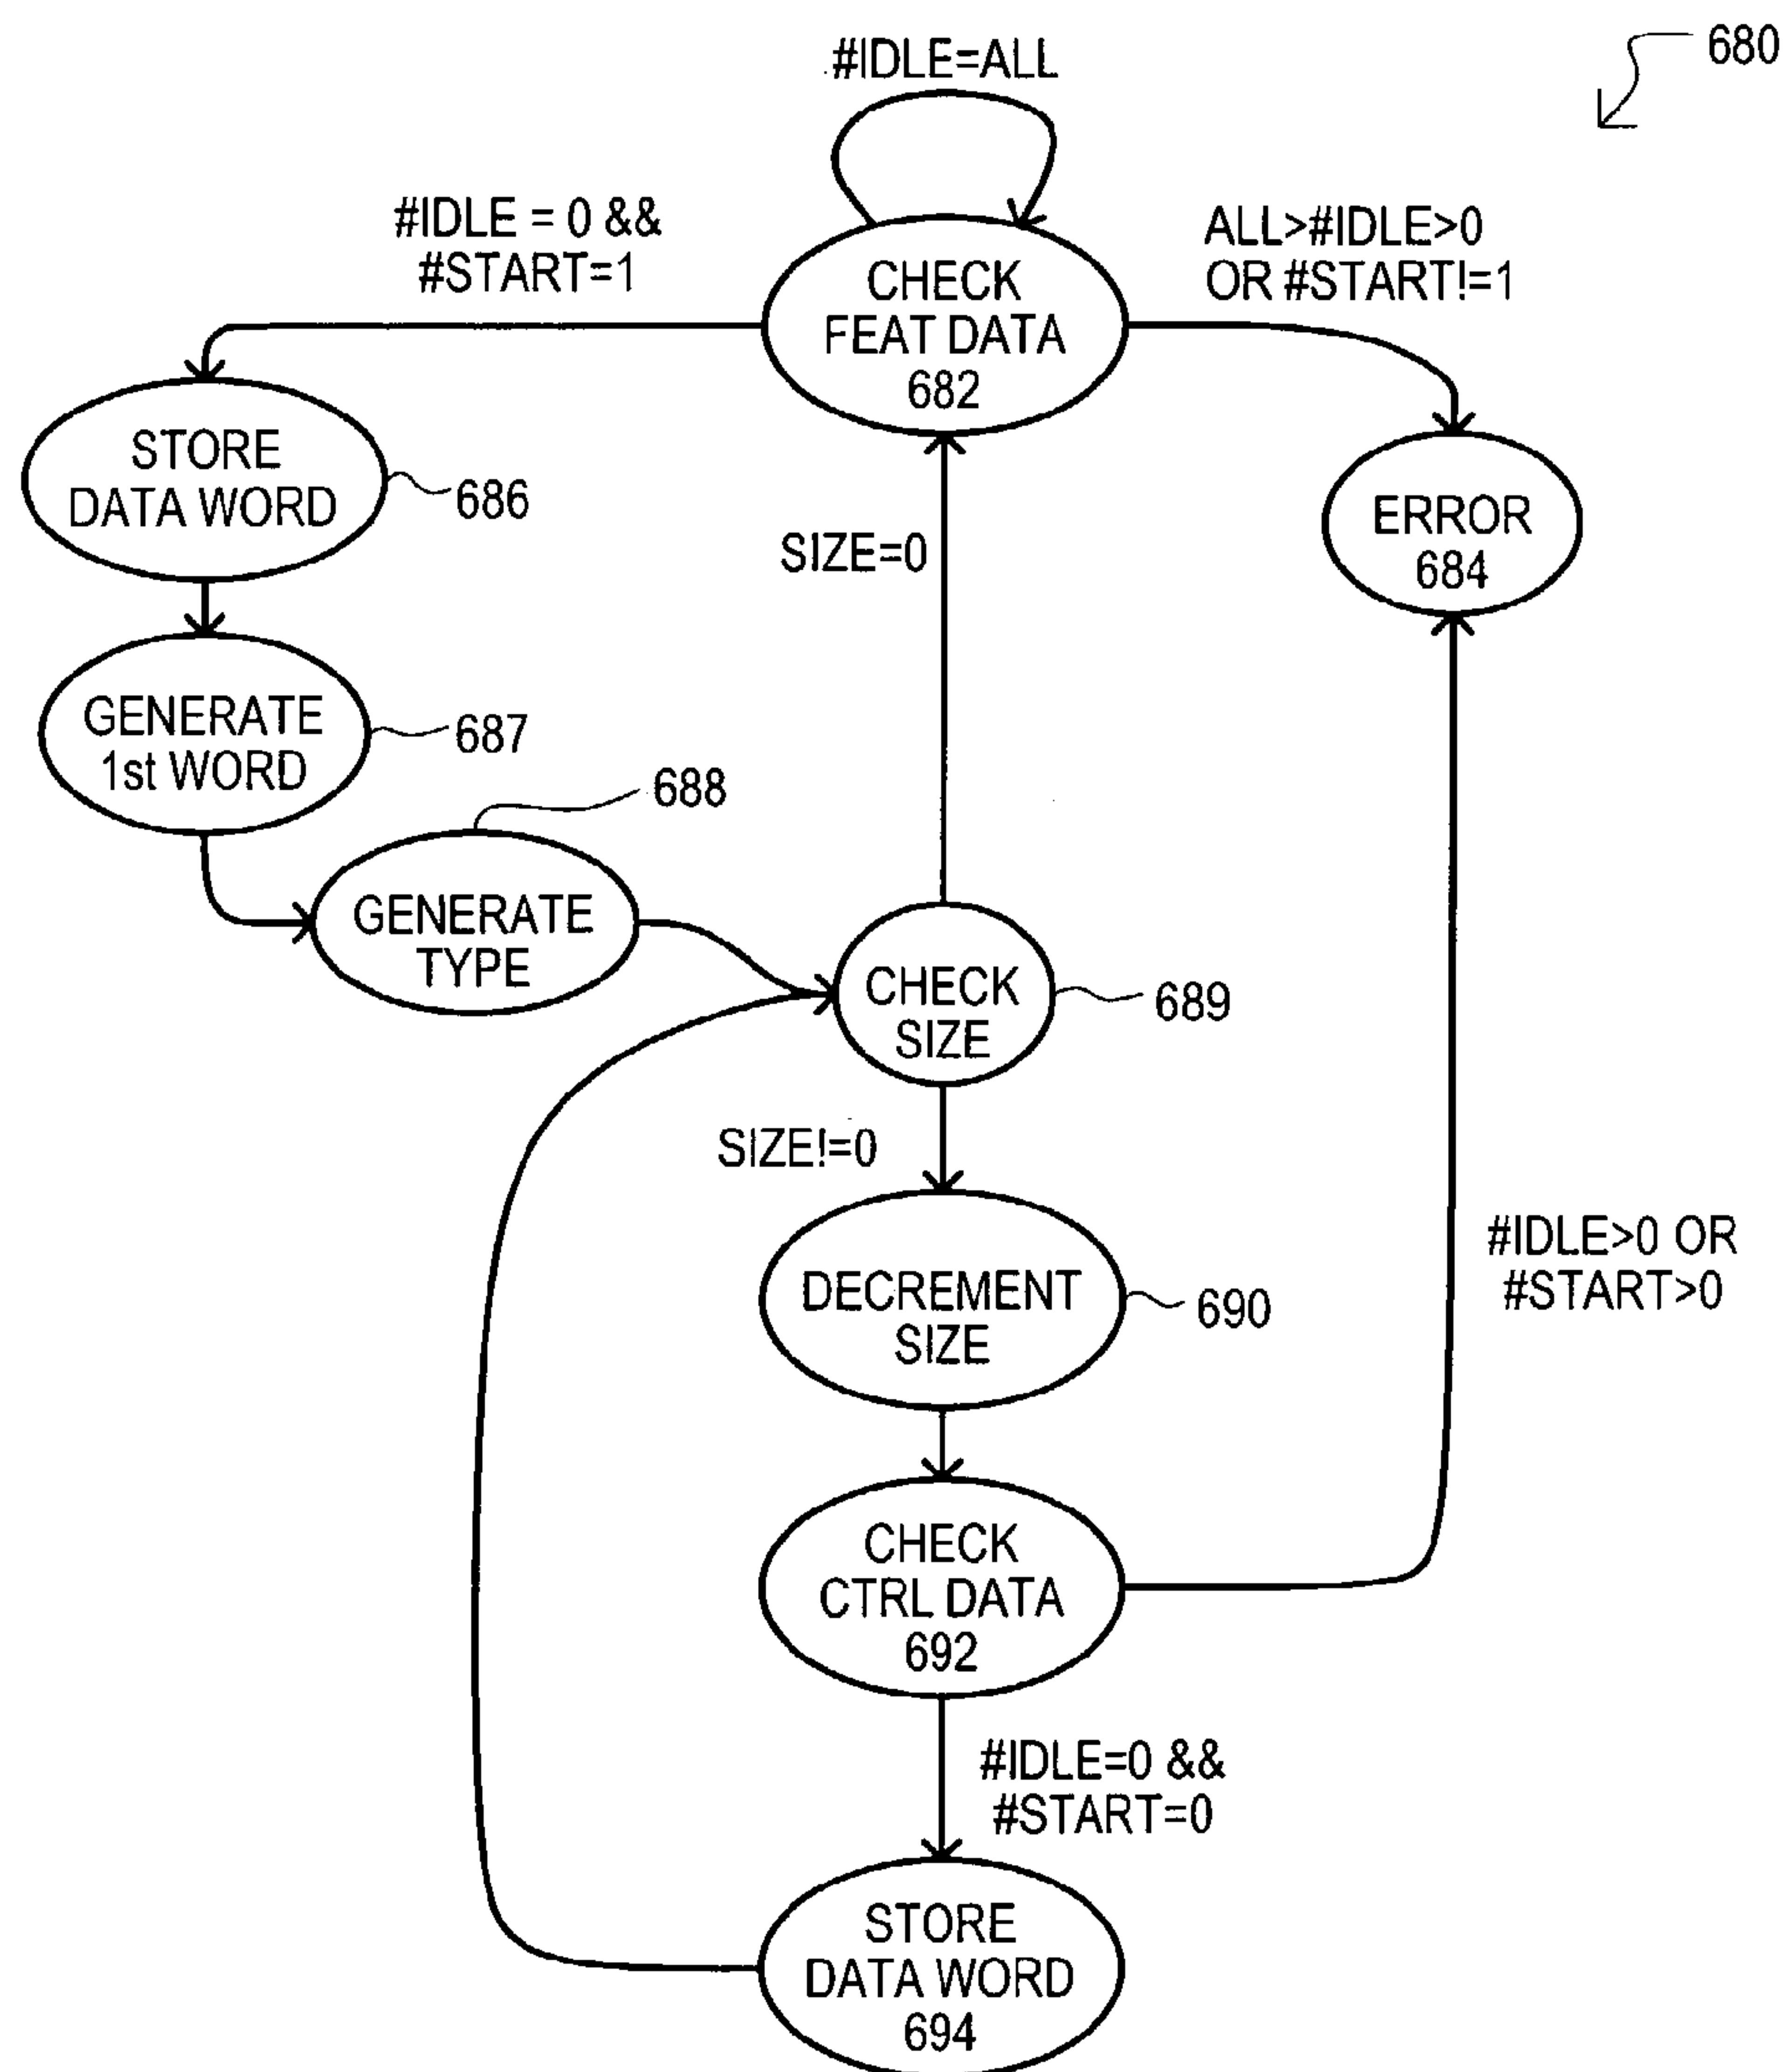 680
#IDLE=ALL
#IDLE = 0 &&
#START=1
ALL>#IDLE>0
OR #START!=1
CHECK
FEAT DATA
682
STORE
DATA WORD
686
SIZE=0
ERROR
684
GENERATE
1st WORD
687
688
GENERATE
TYPE
CHECK
SIZE
689
SIZE!=0
DECREMENT
SIZE
690
#IDLE>0 OR
#START>0
CHECK
CTRL DATA
692
#IDLE=0 &&
#START=0
STORE
DATA WORD
694